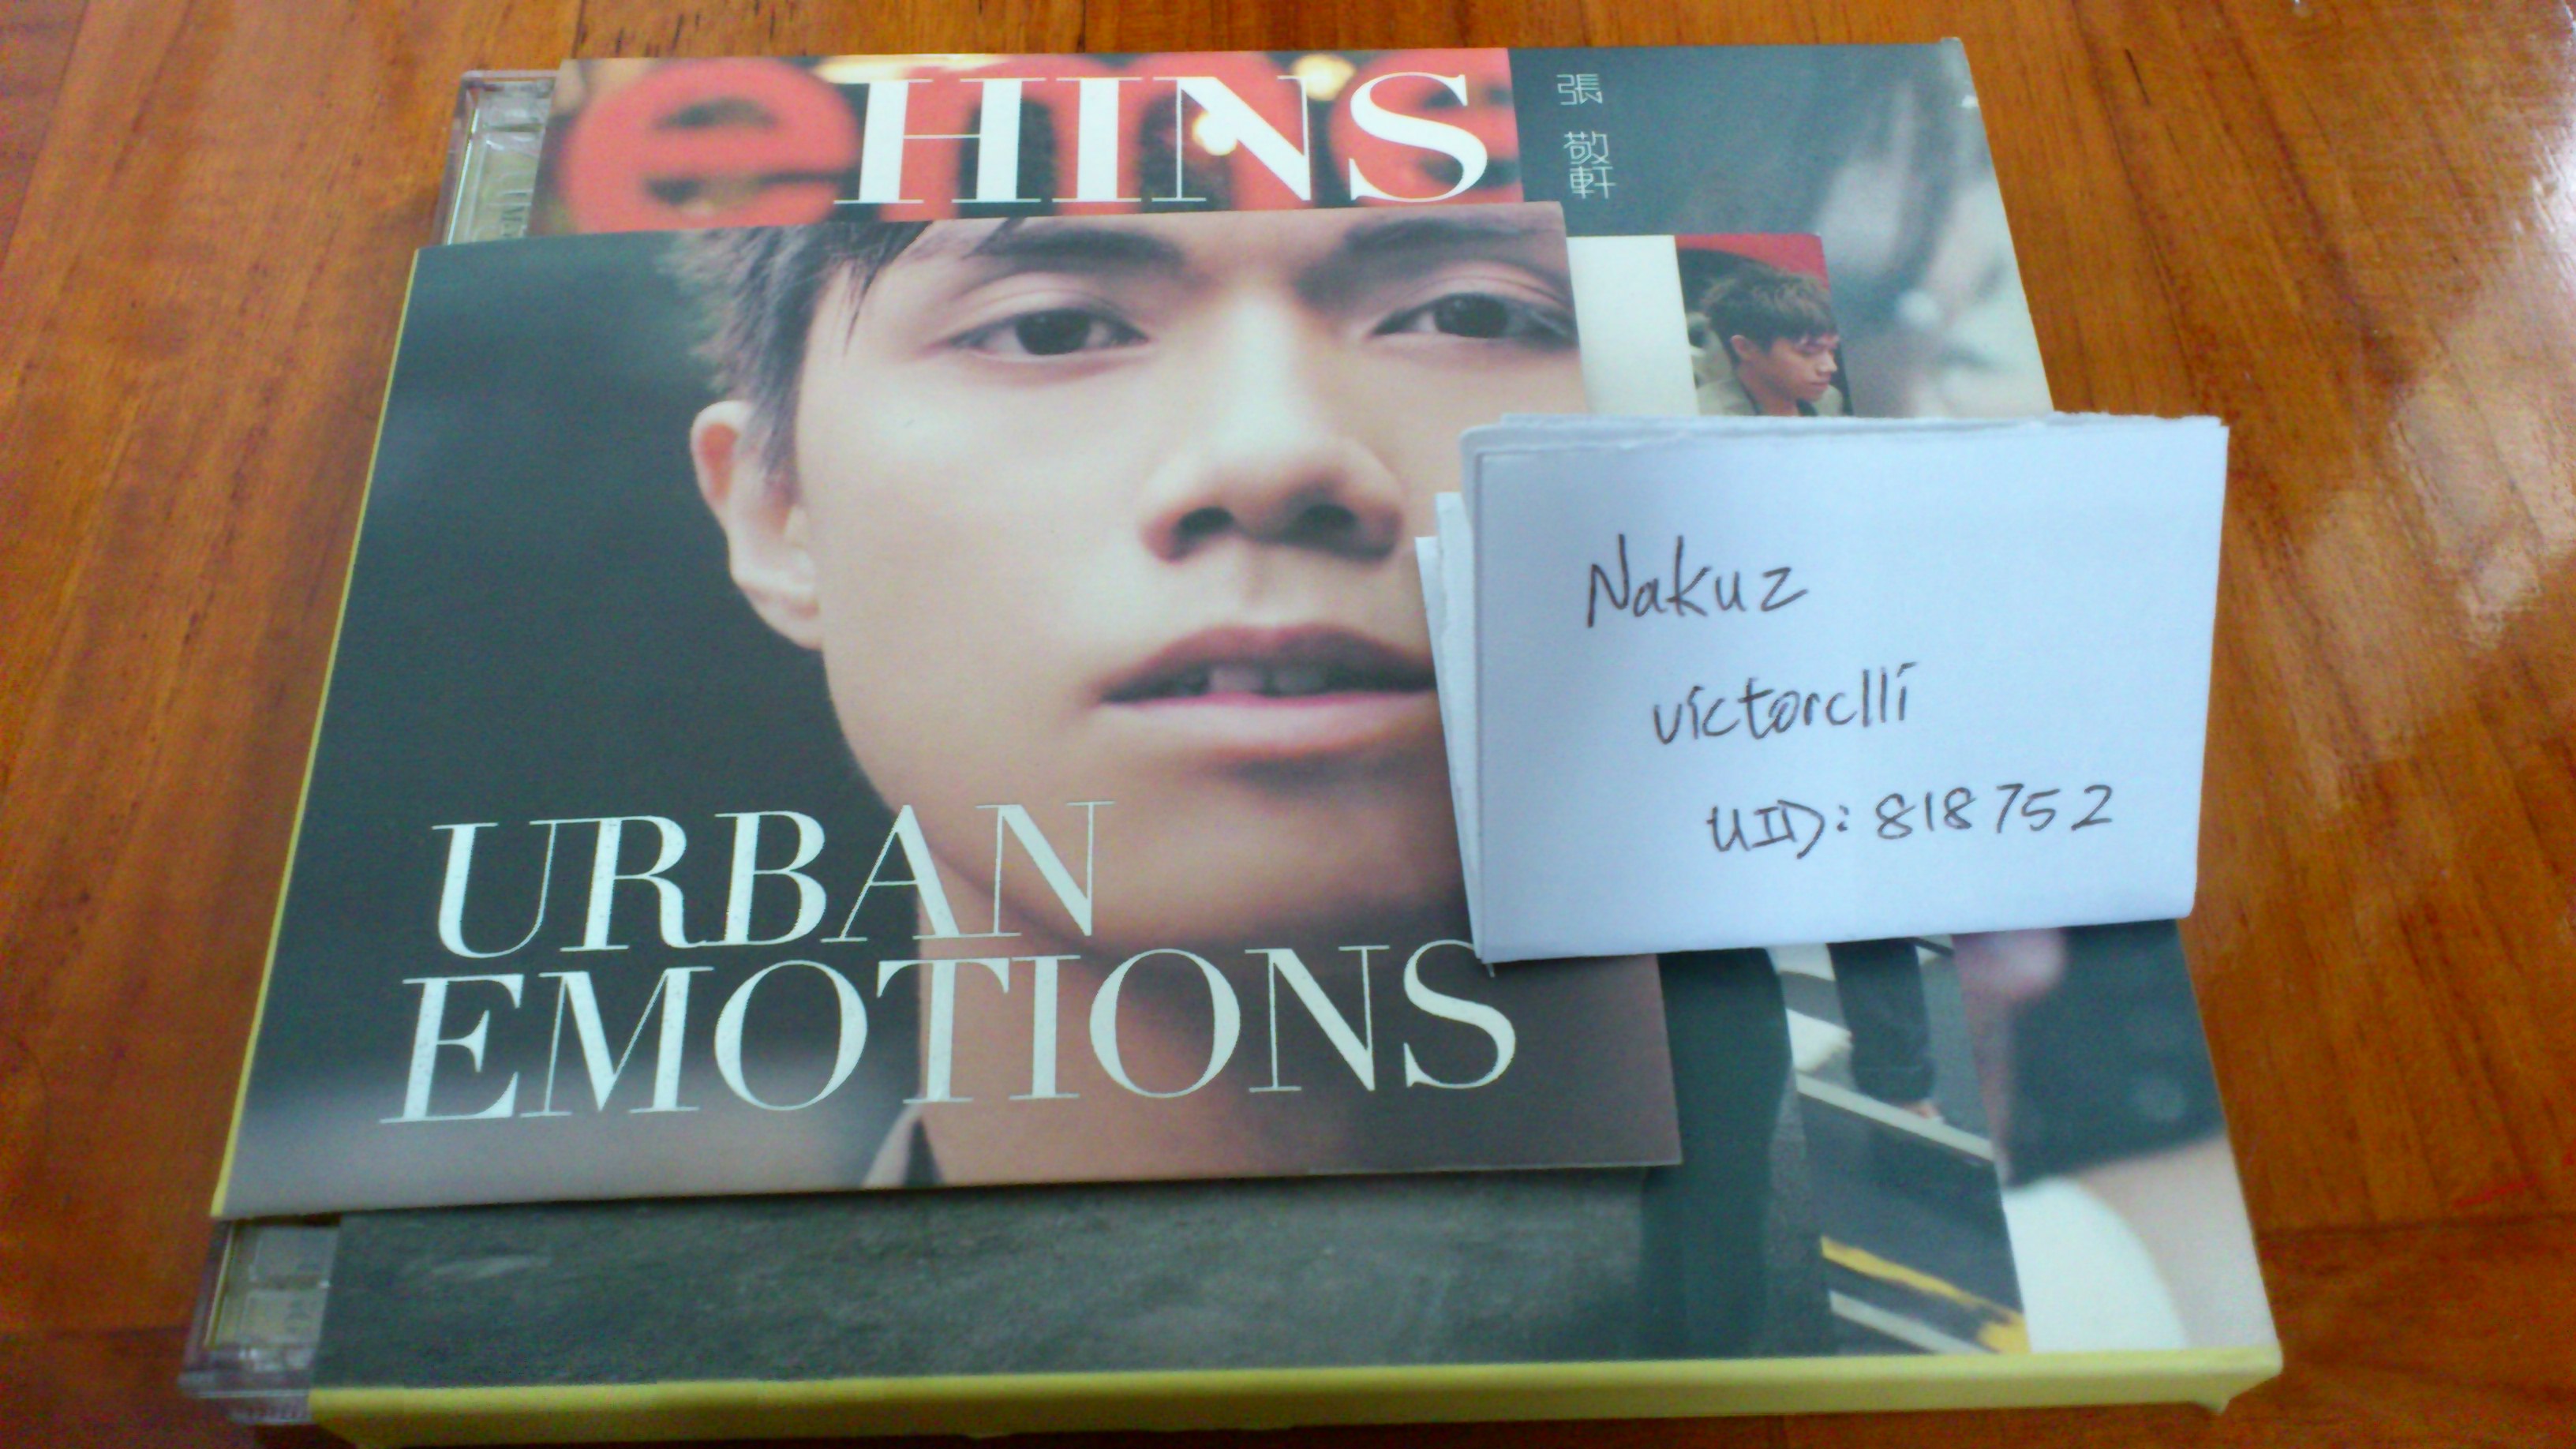 HINS
張敬軒
URBAN
EMOTIONS
Nakuz
victorclli
UID: 818752